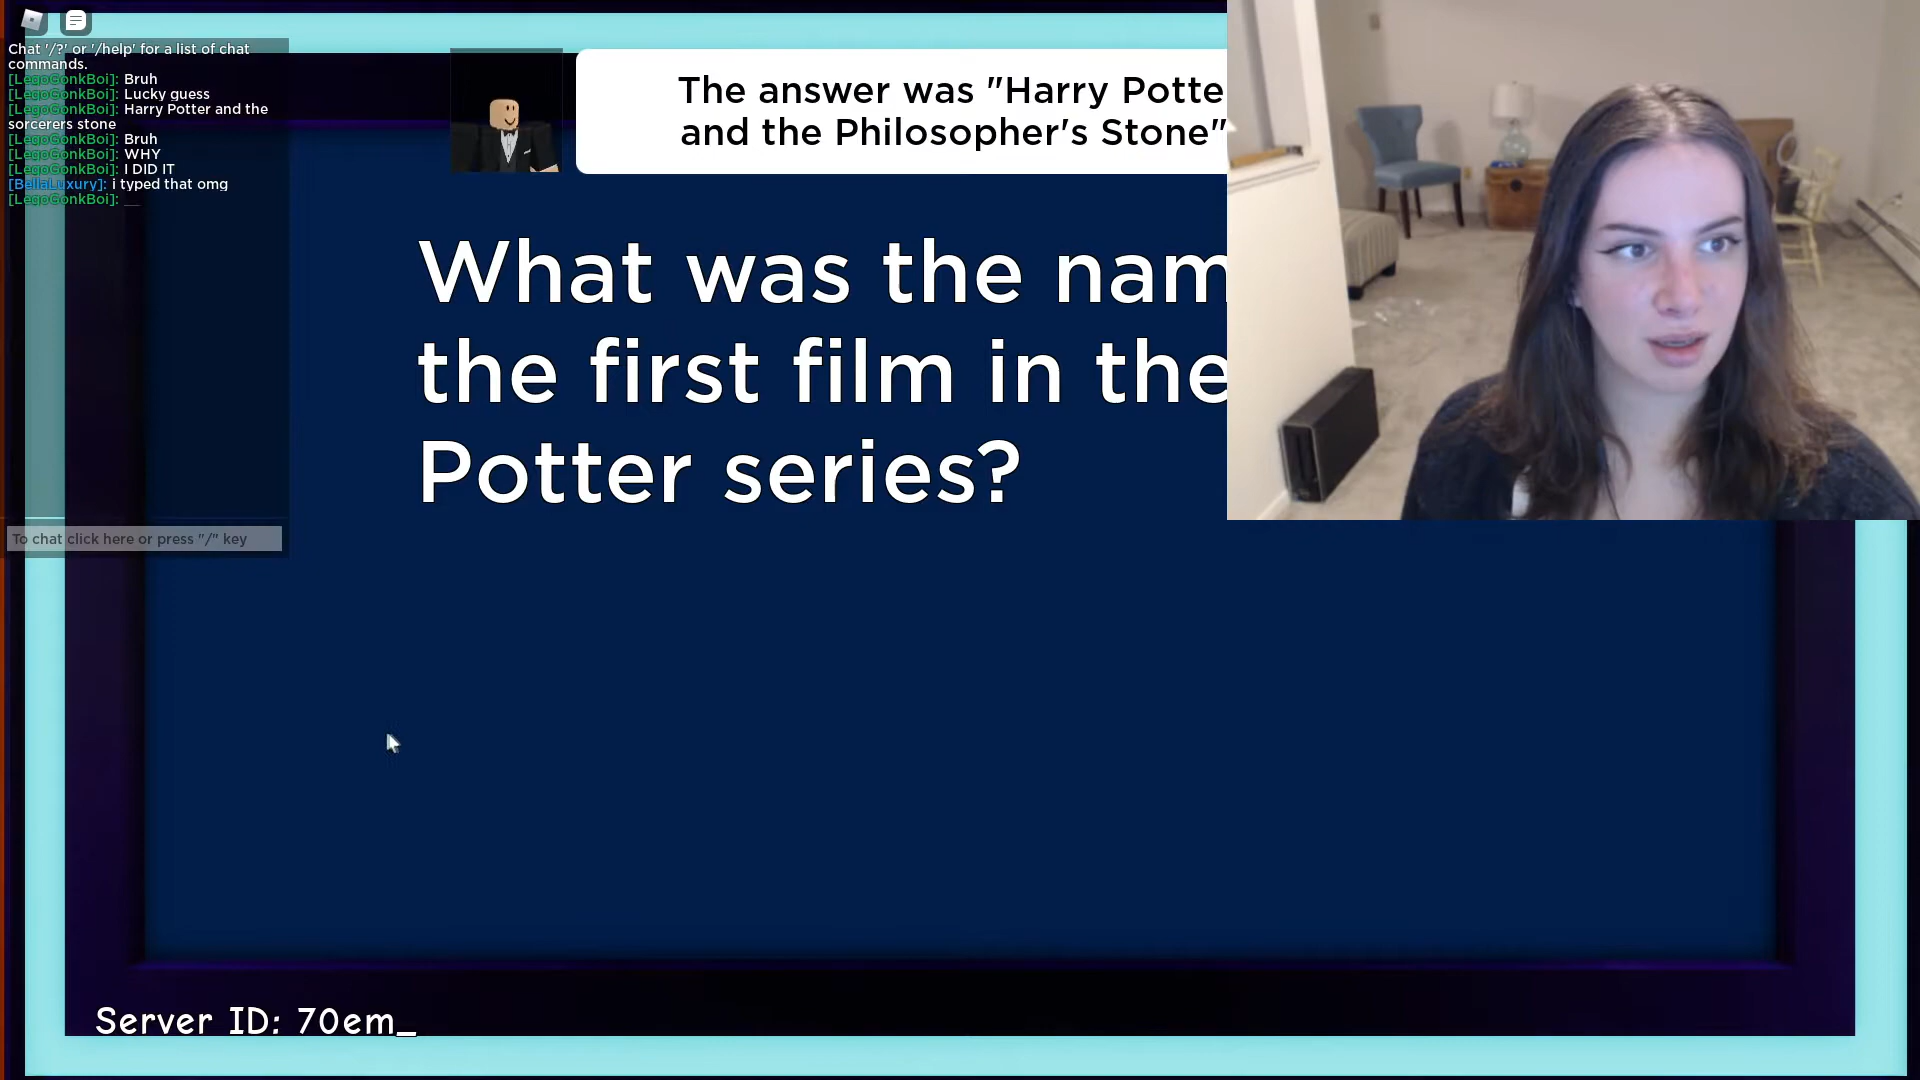 Chat '/?' or '/help' for a list of chat
commands.
[LegoGonkBoi]: Bruh
[LegoGonkBoi]: Lucky guess
[LegoGonkBoi]: Harry Potter and the
sorcerers stone
[LegoGonkBoi]: Bruh
[LegoGonkBoi]: WHY
[LegoGonkBoi]: I DID IT
[BellaLuxury]: i typed that omg
[LegoGonkBoi]: __
To chat click here or press "/" key
The answer was "Harry Potte
and the Philosopher's Stone"
What was the nam
the first film in the
Potter series?
Server ID: 70em_